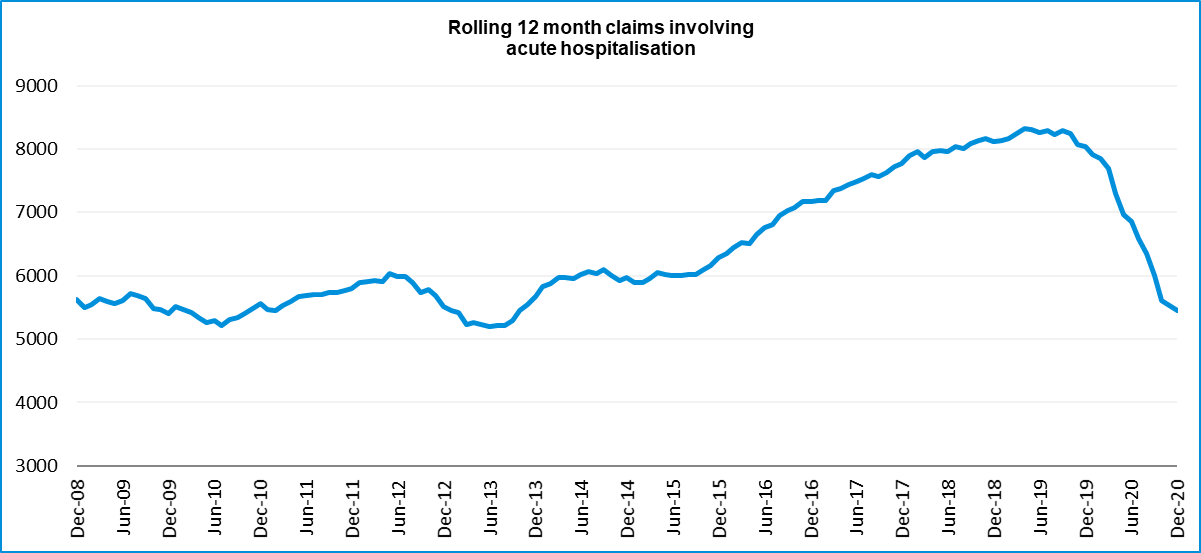 Rolling 12 month claims involving
acute hospitalisation
9000
8000
7000
6000
5000
4000
3000
Dec-08
Jun-09
Dec-09
Jun-10
Dec-10
Jun-11
Dec-11
Jun-12
Dec-12
Jun-13
Dec-13
Jun-14
Dec-14
Jun-15
Dec-15
Jun-16
Dec-16
Jun-17
Dec-17
Jun-18
Dec-18
Jun-19
Dec-19
Jun-20
Dec-20